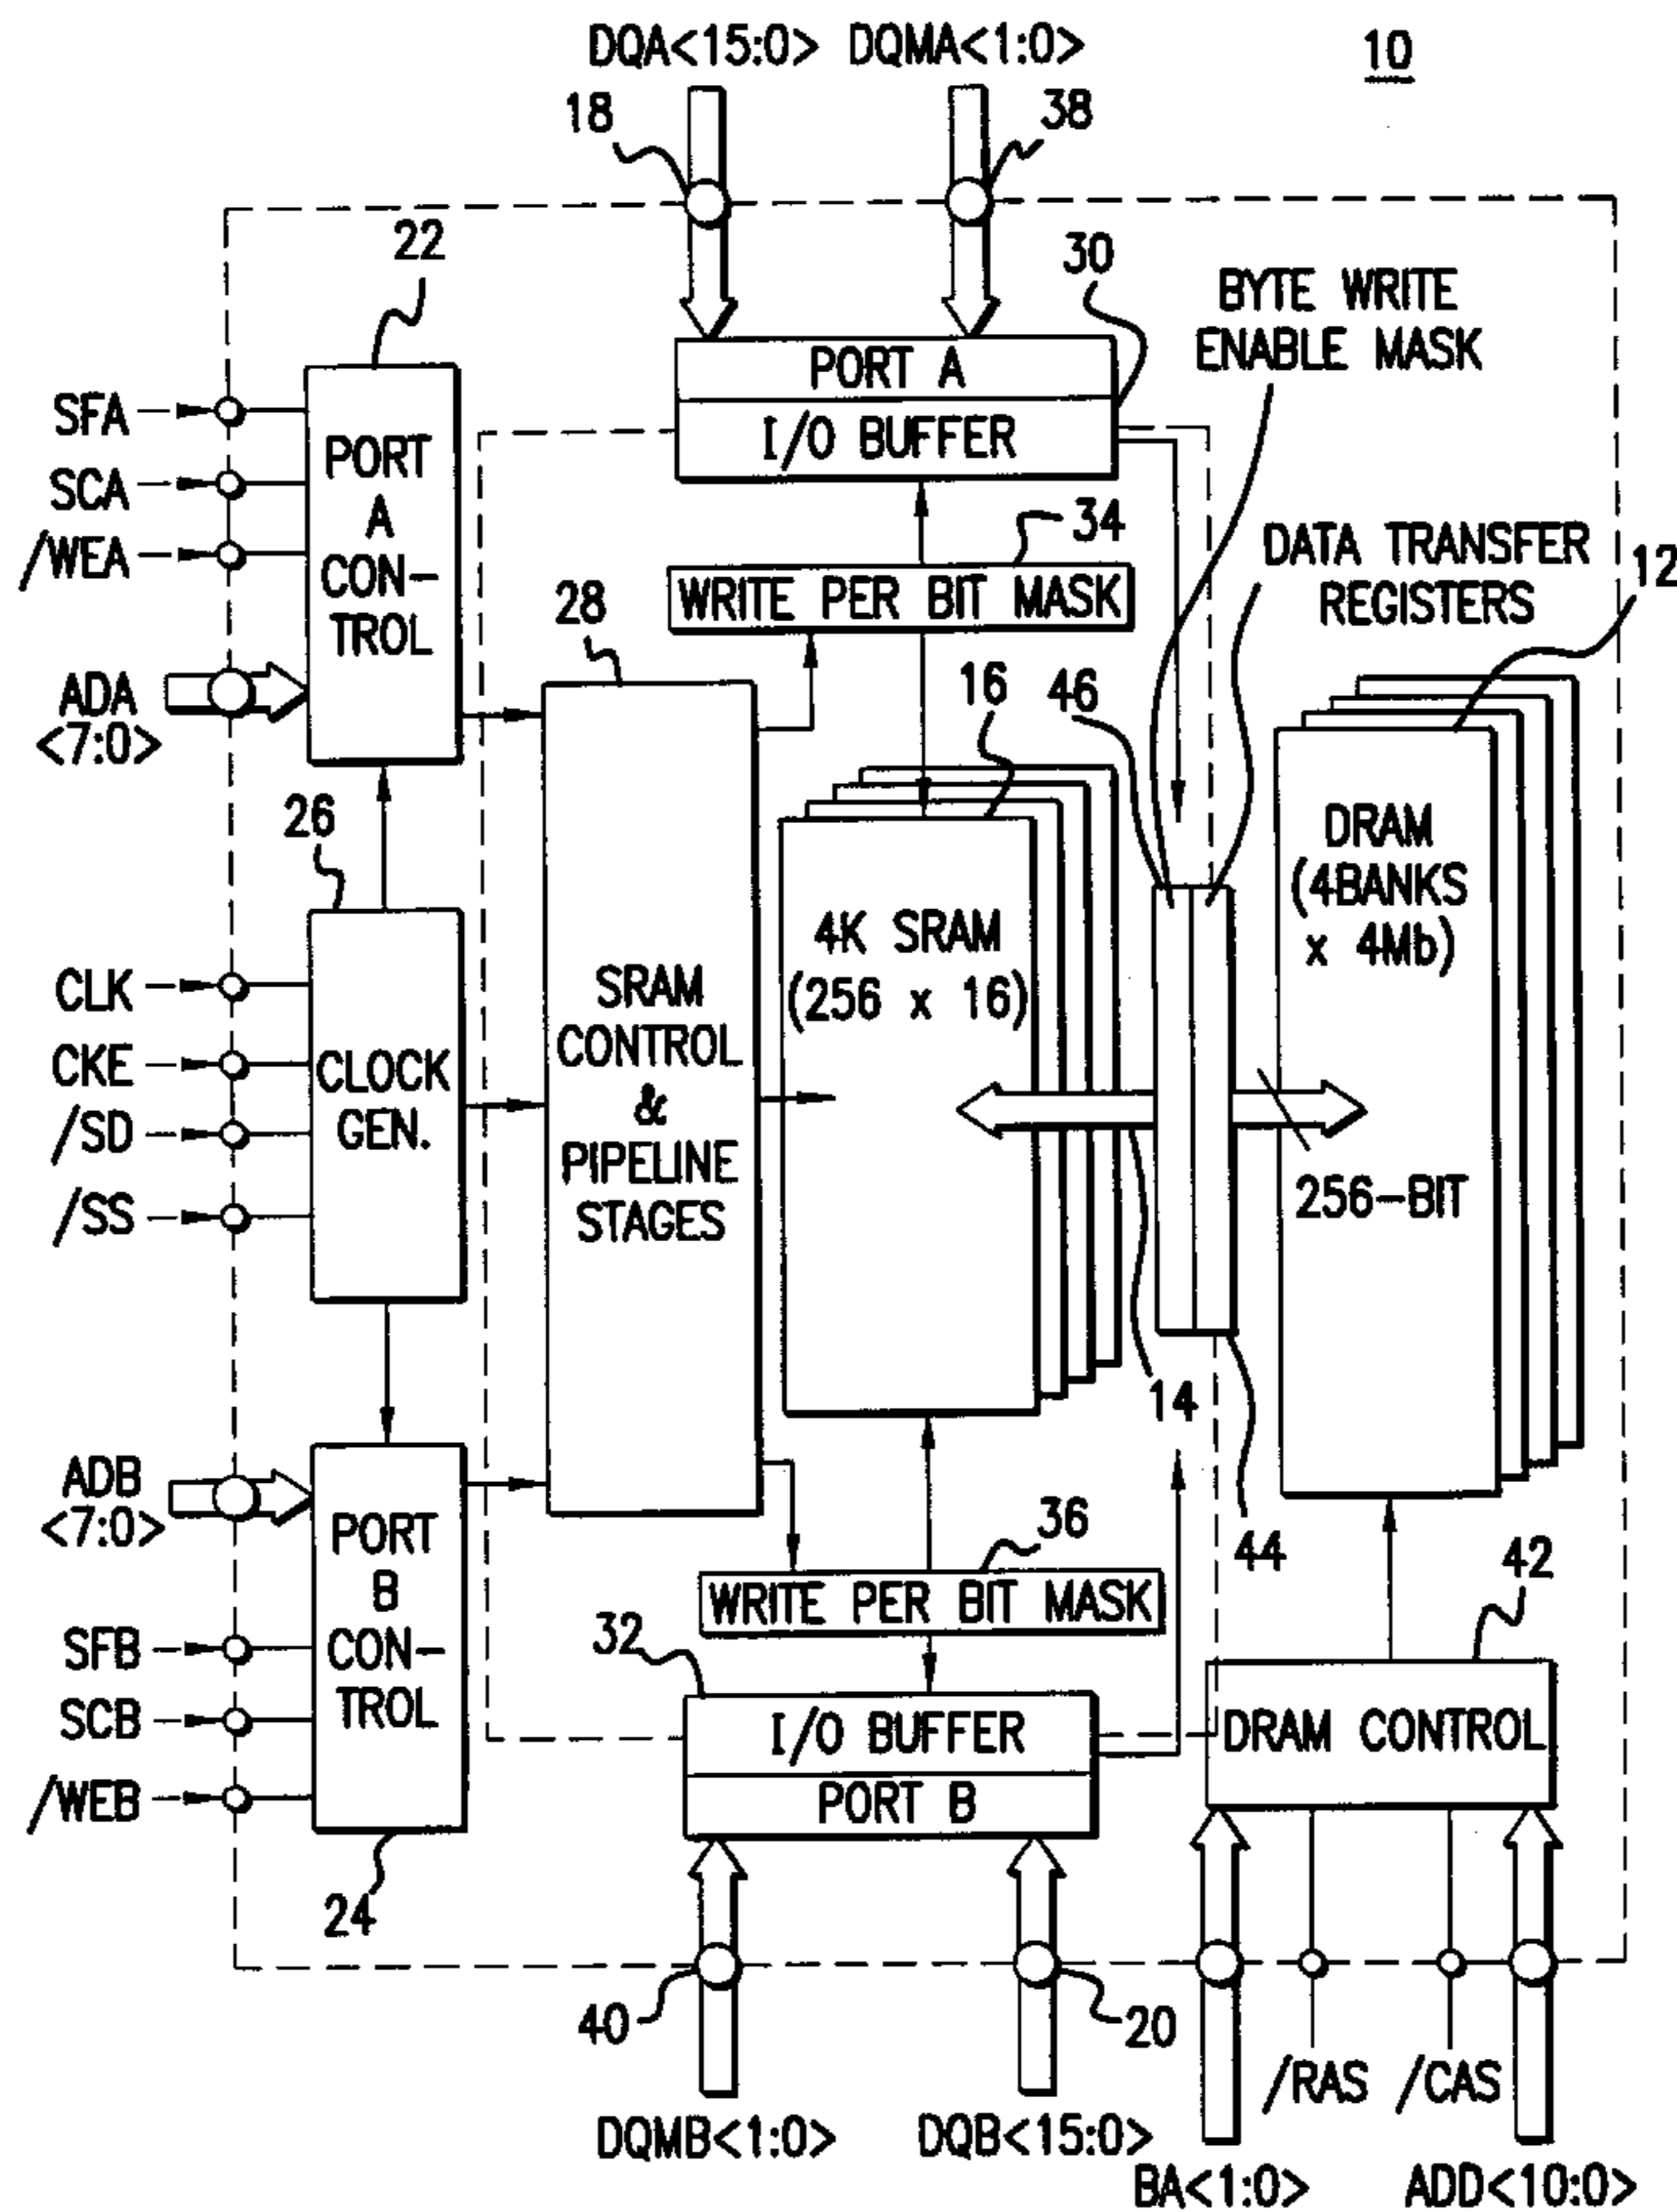 DQA<15:0> DQMA<1:0>
10
18
38
22
30
BYTE WRITE
ENABLE MASK
PORT A
I/O BUFFER
SFA
SCA
/WEA
PORT
A
CON-
TROL
ADA
<7:0>
34
WRITE PER BIT MASK
DATA TRANSFER
REGISTERS
12
28
16
46
26
CLK
CKE
/SD
/SS
CLOCK
GEN.
SRAM
CONTROL
&
PIPELINE
STAGES
4K SRAM
(256 x 16)
DRAM
(4BANKS
x 4Mb)
256-BIT
14
44
42
ADB
<7:0>
SFB
SCB
/WEB
PORT
B
CON-
TROL
24
36
WRITE PER BIT MASK
32
I/O BUFFER
PORT B
DRAM CONTROL
40
20
/RAS
/CAS
DQMB<1:0>
DQB<15:0>
BA<1:0>
ADD<10:0>